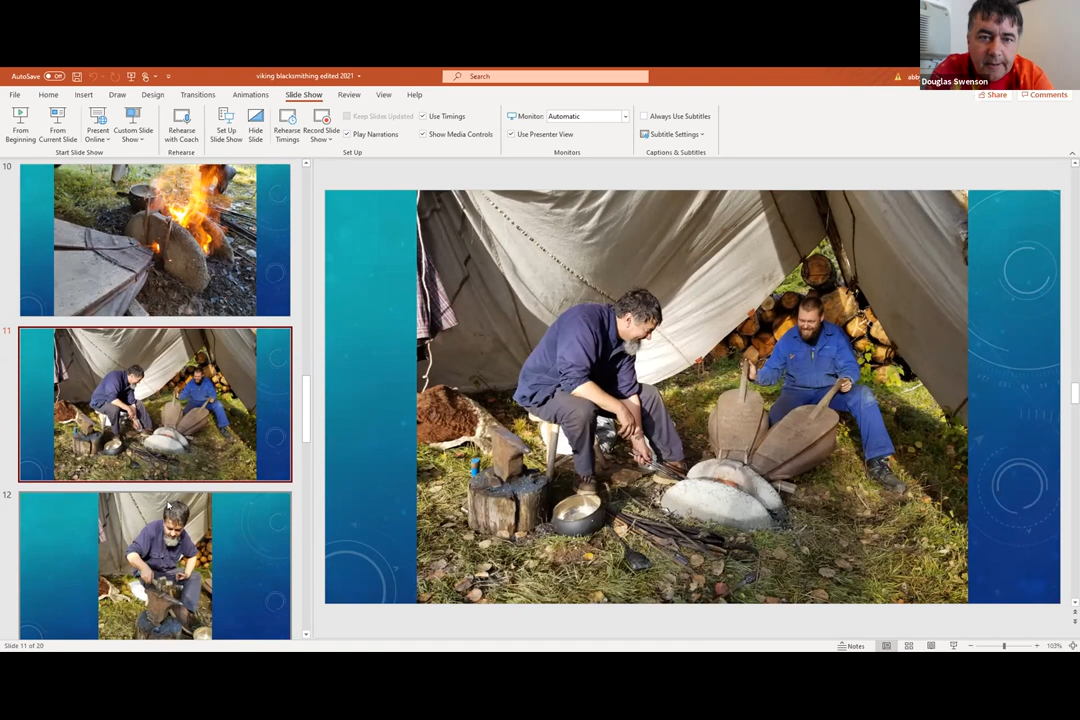 Douglas Swenson
AutoSave Off
viking blacksmithing edited 2021
Search
File Home Insert Draw Design Transitions Animations Slide Show Review View Help
Share Comments
From Beginning
From Current Slide
Present Online
Custom Slide Show
Rehearse with Coach
Set Up Slide Show
Hide Slide
Rehearse Timings
Record Slide Show
Keep Slides Updated
Use Timings
Play Narrations
Show Media Controls
Monitor: Automatic
Use Presenter View
Always Use Subtitles
Subtitle Settings
Start Slide Show Rehearse Set Up Monitors Captions & Subtitles
10
11
12
Slide 11 of 20
Notes
103%